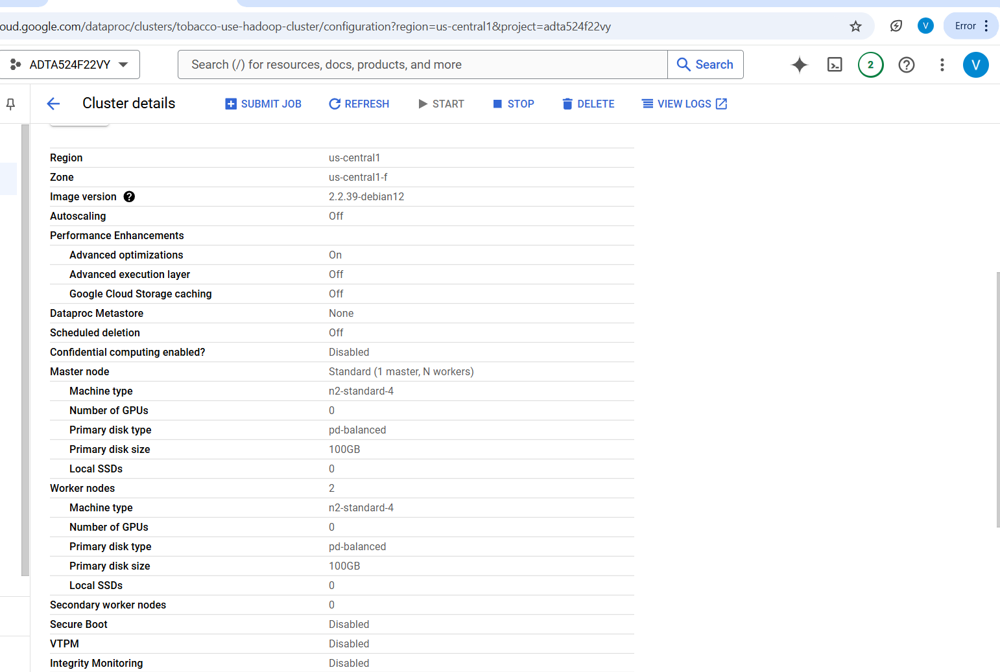 oud.google.com/dataproc/clusters/tobacco-use-hadoop-cluster/configuration?region=us-central1&project=adta524f22vy
V
Error
ADTA524F22VY
Search (/) for resources, docs, products, and more
Search
2
V
Cluster details
SUBMIT JOB
REFRESH
START
STOP
DELETE
VIEW LOGS
Region us-central1
Zone us-central1-f
Image version 2.2.39-debian12
Autoscaling Off
Performance Enhancements
Advanced optimizations On
Advanced execution layer Off
Google Cloud Storage caching Off
Dataproc Metastore None
Scheduled deletion Off
Confidential computing enabled? Disabled
Master node Standard (1 master, N workers)
Machine type n2-standard-4
Number of GPUs 0
Primary disk type pd-balanced
Primary disk size 100GB
Local SSDs 0
Worker nodes 2
Machine type n2-standard-4
Number of GPUs 0
Primary disk type pd-balanced
Primary disk size 100GB
Local SSDs 0
Secondary worker nodes 0
Secure Boot Disabled
VTPM Disabled
Integrity Monitoring Disabled